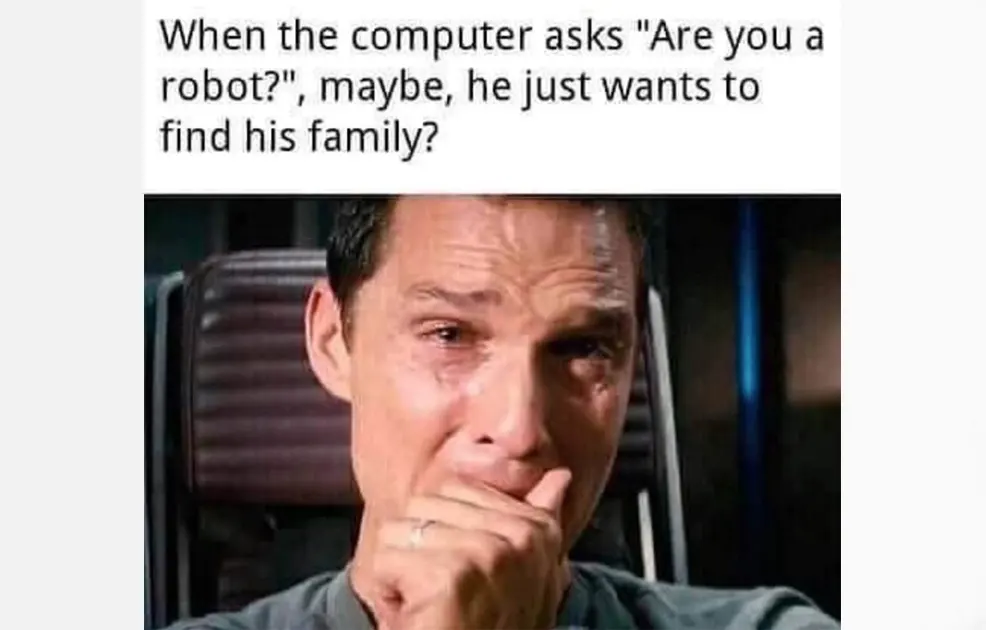 When the computer asks "Are you a
robot?", maybe, he just wants to
find his family?